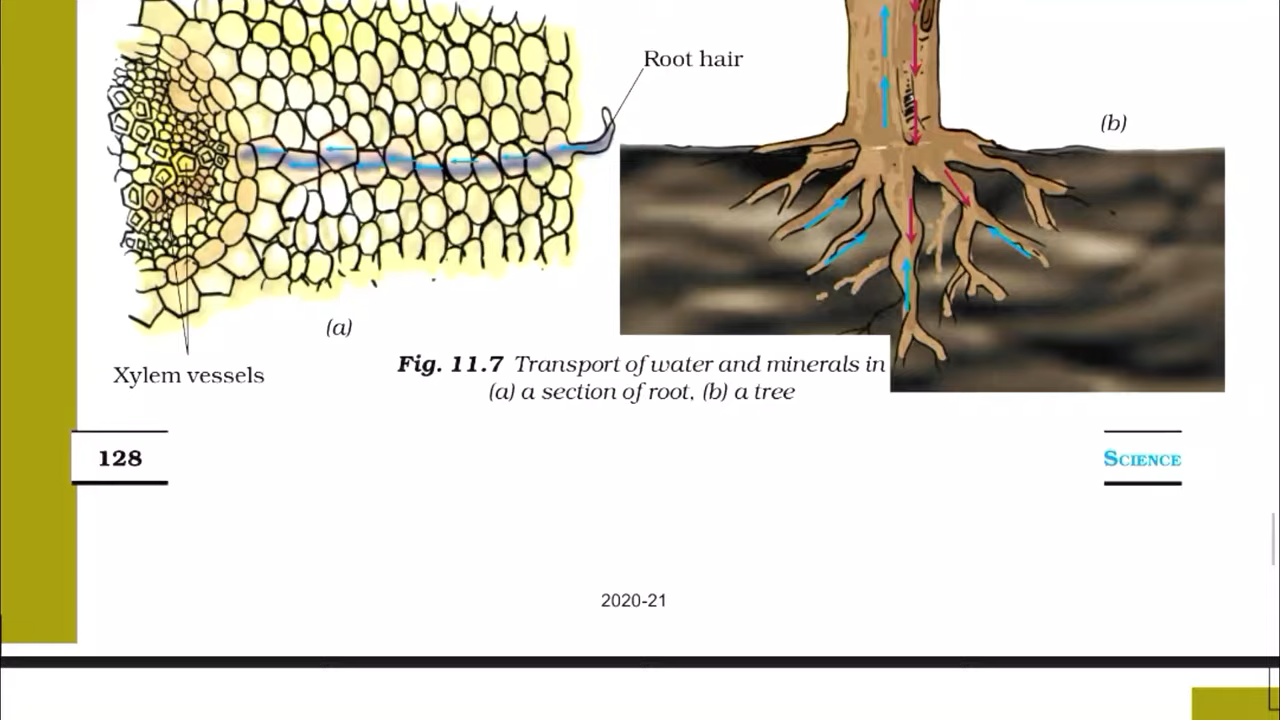 Root hair
(b)
(a)
Xylem vessels
Fig. 11.7 Transport of water and minerals in
(a) a section of root, (b) a tree
128
SCIENCE
2020-21